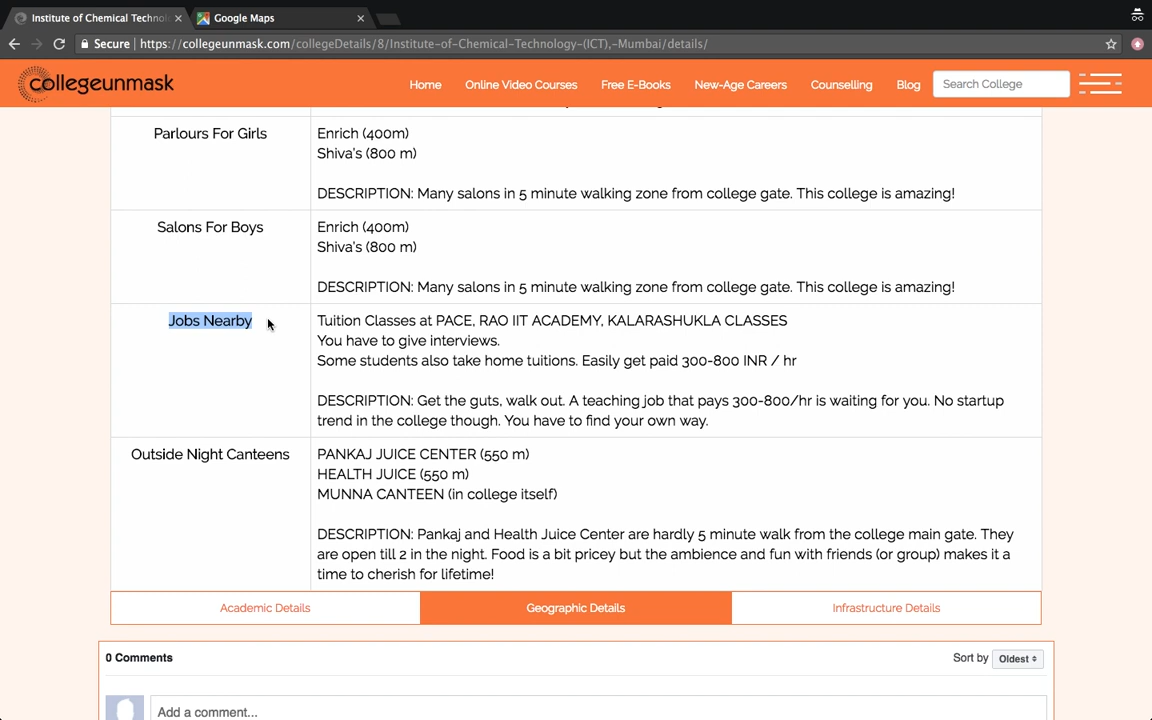 Institute of Chemical Technol
Google Maps
Secure
https://collegeunmask.com/collegeDetails/8/Institute-of-Chemical-Technology-(ICT),-Mumbai/details/
collegeunmask
Home
Online Video Courses
Free E-Books
New-Age Careers
Counselling
Blog
Search College
Parlours For Girls
Enrich (400m)
Shiva's (800 m)
DESCRIPTION: Many salons in 5 minute walking zone from college gate. This college is amazing!
Salons For Boys
Enrich (400m)
Shiva's (800 m)
DESCRIPTION: Many salons in 5 minute walking zone from college gate. This college is amazing!
Jobs Nearby
Tuition Classes at PACE, RAO IIT ACADEMY, KALARASHUKLA CLASSES
You have to give interviews.
Some students also take home tuitions. Easily get paid 300-800 INR / hr
DESCRIPTION: Get the guts, walk out. A teaching job that pays 300-800/hr is waiting for you. No startup
trend in the college though. You have to find your own way.
Outside Night Canteens
PANKAJ JUICE CENTER (550 m)
HEALTH JUICE (550 m)
MUNNA CANTEEN (in college itself)
DESCRIPTION: Pankaj and Health Juice Center are hardly 5 minute walk from the college main gate. They
are open till 2 in the night. Food is a bit pricey but the ambience and fun with friends (or group) makes it a
time to cherish for lifetime!
Academic Details
Geographic Details
Infrastructure Details
0 Comments
Sort by
Oldest
Add a comment...